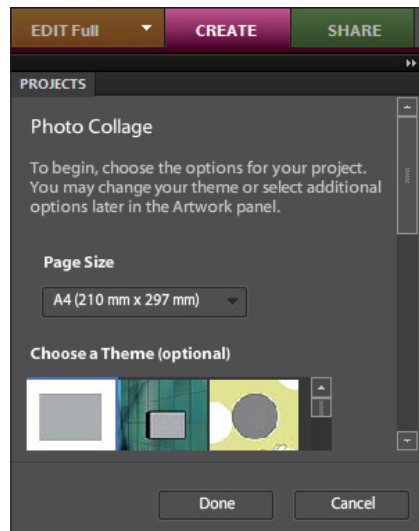 EDIT Full CREATE SHARE
PROJECTS
Photo Collage
To begin, choose the options for your project.
You may change your theme or select additional
options later in the Artwork panel.
Page Size
A4 (210 mm x 297 mm)
Choose a Theme (optional)
Done Cancel